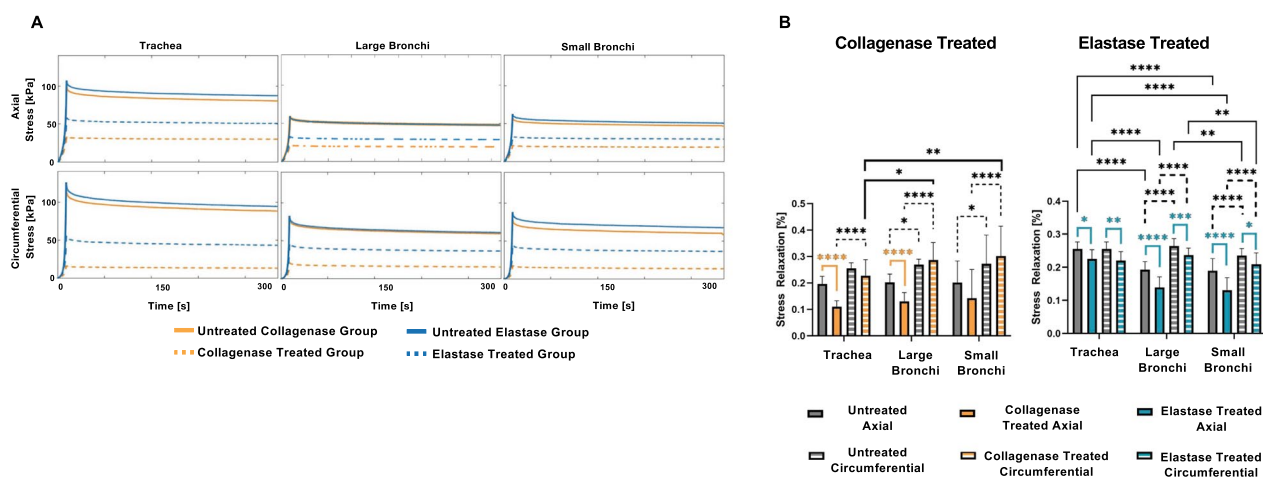 A
Trachea
Large Bronchi
Small Bronchi
Axial
Stress [kPa]
100
50
0
Circumferential
Stress [kPa]
100
50
0
0
150
300
0
150
300
0
150
300
Time [s]
Time [s]
Time [s]
Untreated Collagenase Group
Untreated Elastase Group
Collagenase Treated Group
Elastase Treated Group
B
Collagenase Treated
Stress Relaxation [%]
0.5
0.4
0.3
0.2
0.1
0.0
**
*
****
****
*
*
****
****
****
Trachea
Large
Bronchi
Small
Bronchi
Elastase Treated
Stress Relaxation [%]
0.4
0.3
0.2
0.1
0.0
****
****
**
****
**
****
****
****
****
****
*
**
***
*
****
****
Trachea
Large
Bronchi
Small
Bronchi
Untreated
Axial
Collagenase
Treated Axial
Elastase Treated
Axial
Untreated
Circumferential
Collagenase Treated
Circumferential
Elastase Treated
Circumferential